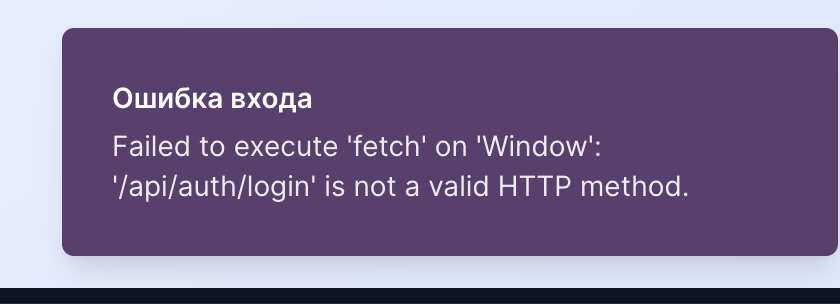 Ошибка входа
Failed to execute 'fetch' on 'Window':
'/api/auth/login' is not a valid HTTP method.